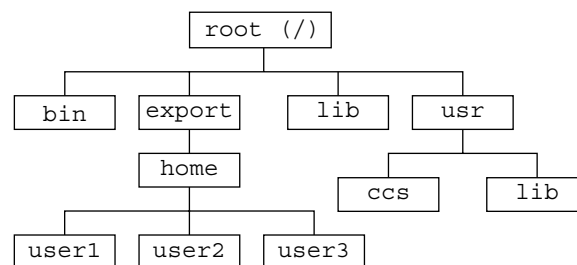 root (/)
bin export lib usr
home
ccs lib
user1 user2 user3